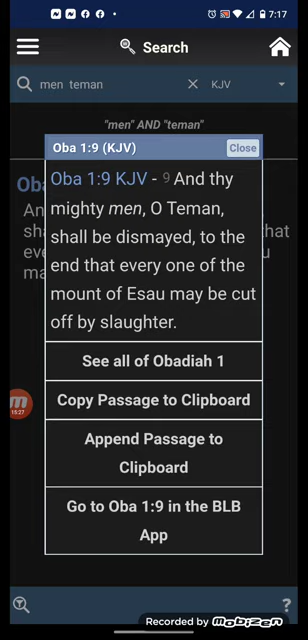 7:17
Search
men teman
KJV
"men" AND "teman"
Oba 1:9 (KJV)
Close
Oba 1:9 KJV - 9 And thy
mighty men, O Teman,
shall be dismayed, to the
end that every one of the
mount of Esau may be cut
off by slaughter.
See all of Obadiah 1
Copy Passage to Clipboard
Append Passage to
Clipboard
Go to Oba 1:9 in the BLB
App
15:27
?
Recorded by mobizen